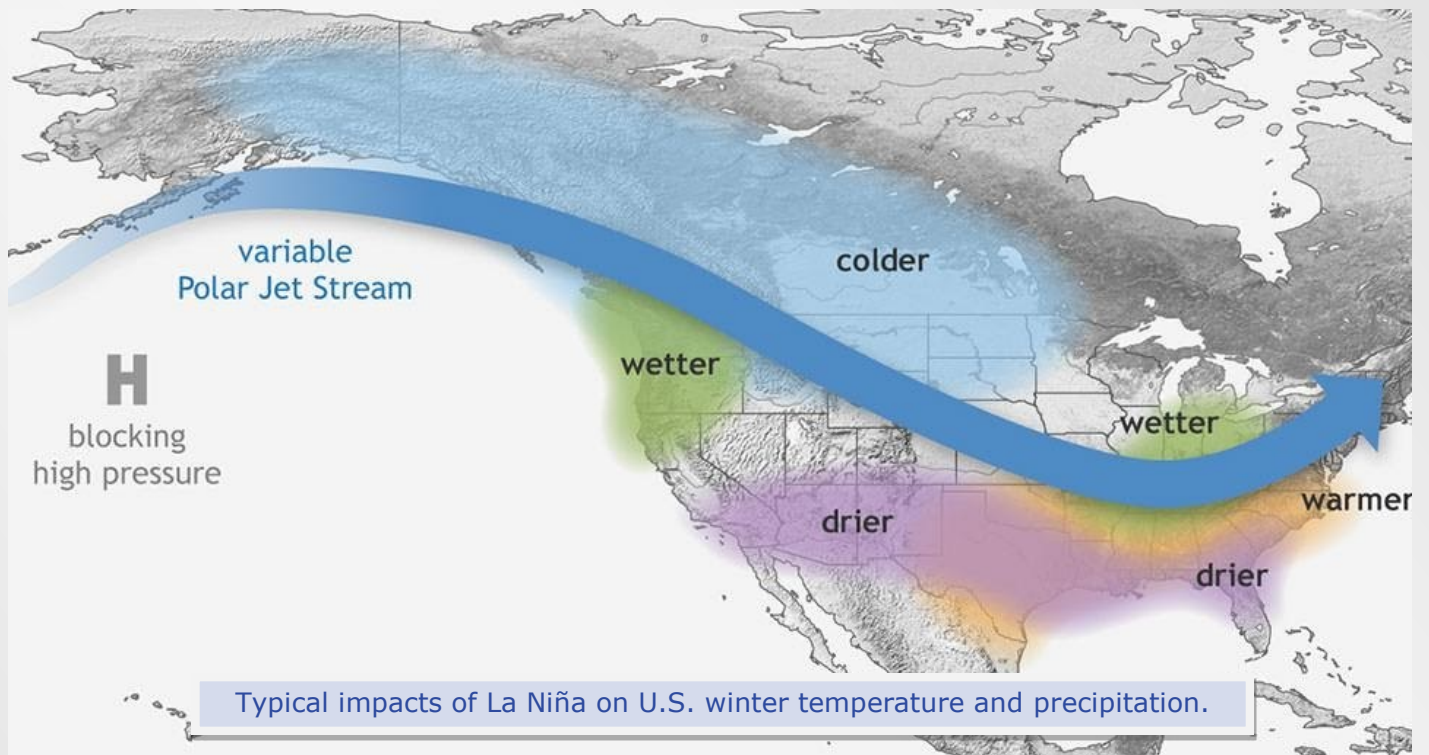 variable
Polar Jet Stream
colder
H
blocking
high pressure
wetter
wetter
warmer
drier
drier
Typical impacts of La Niña on U.S. winter temperature and precipitation.